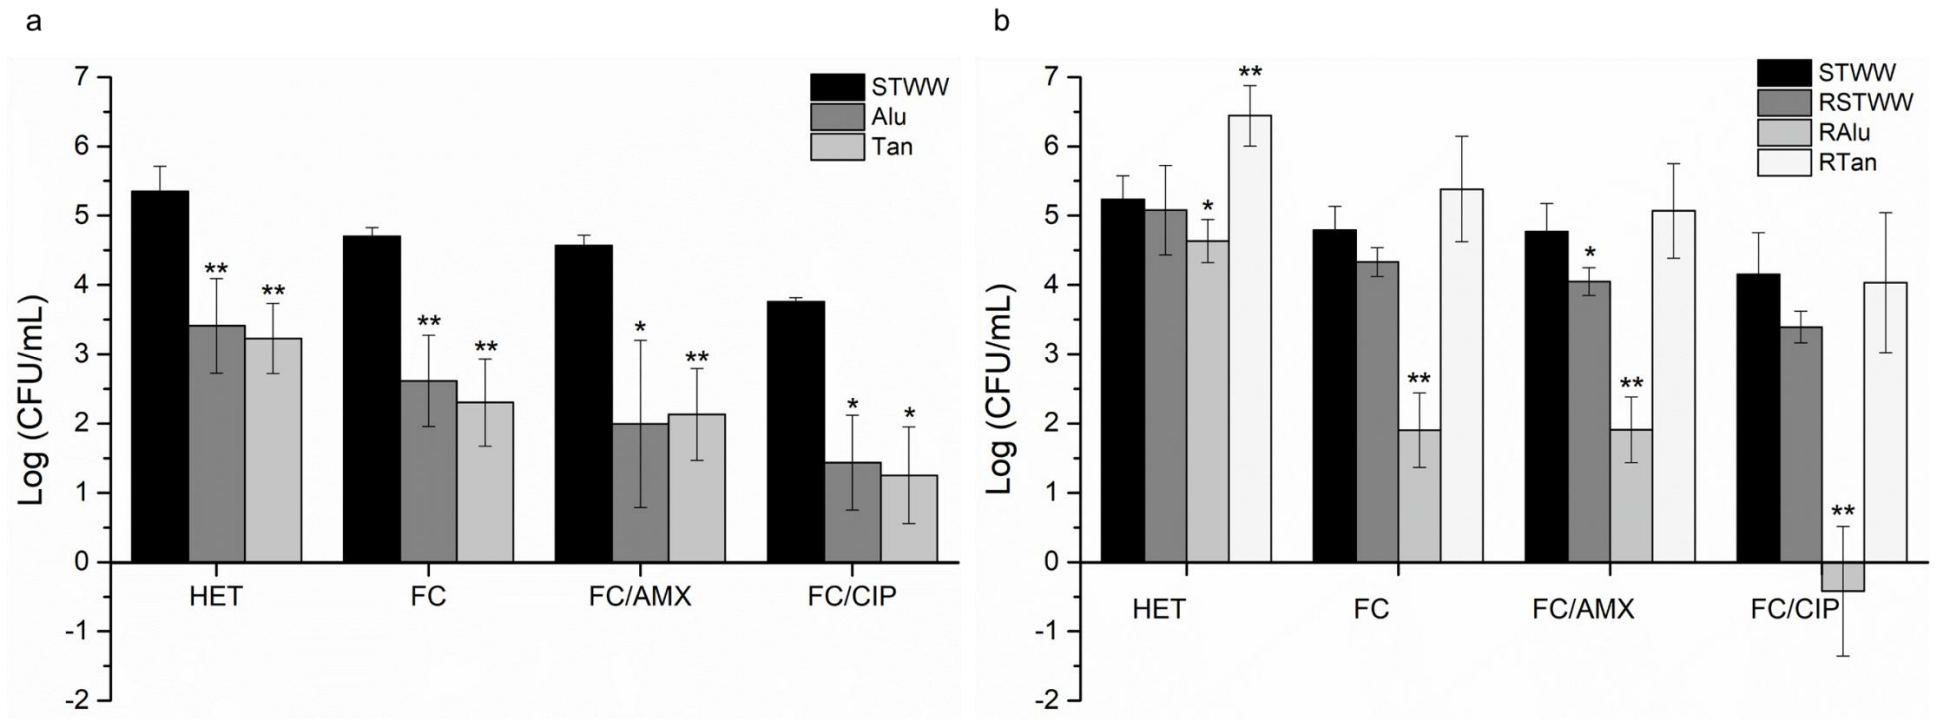 a
7
6
5
4
3
2
1
0
-1
-2
Log (CFU/mL)
STWW
Alu
Tan
**
**
**
**
*
**
*
*
HET
FC
FC/AMX
FC/CIP
b
7
6
5
4
3
2
1
0
-1
-2
Log (CFU/mL)
STWW
RSTWW
RAlu
RTan
*
**
**
*
**
**
HET
FC
FC/AMX
FC/CIP